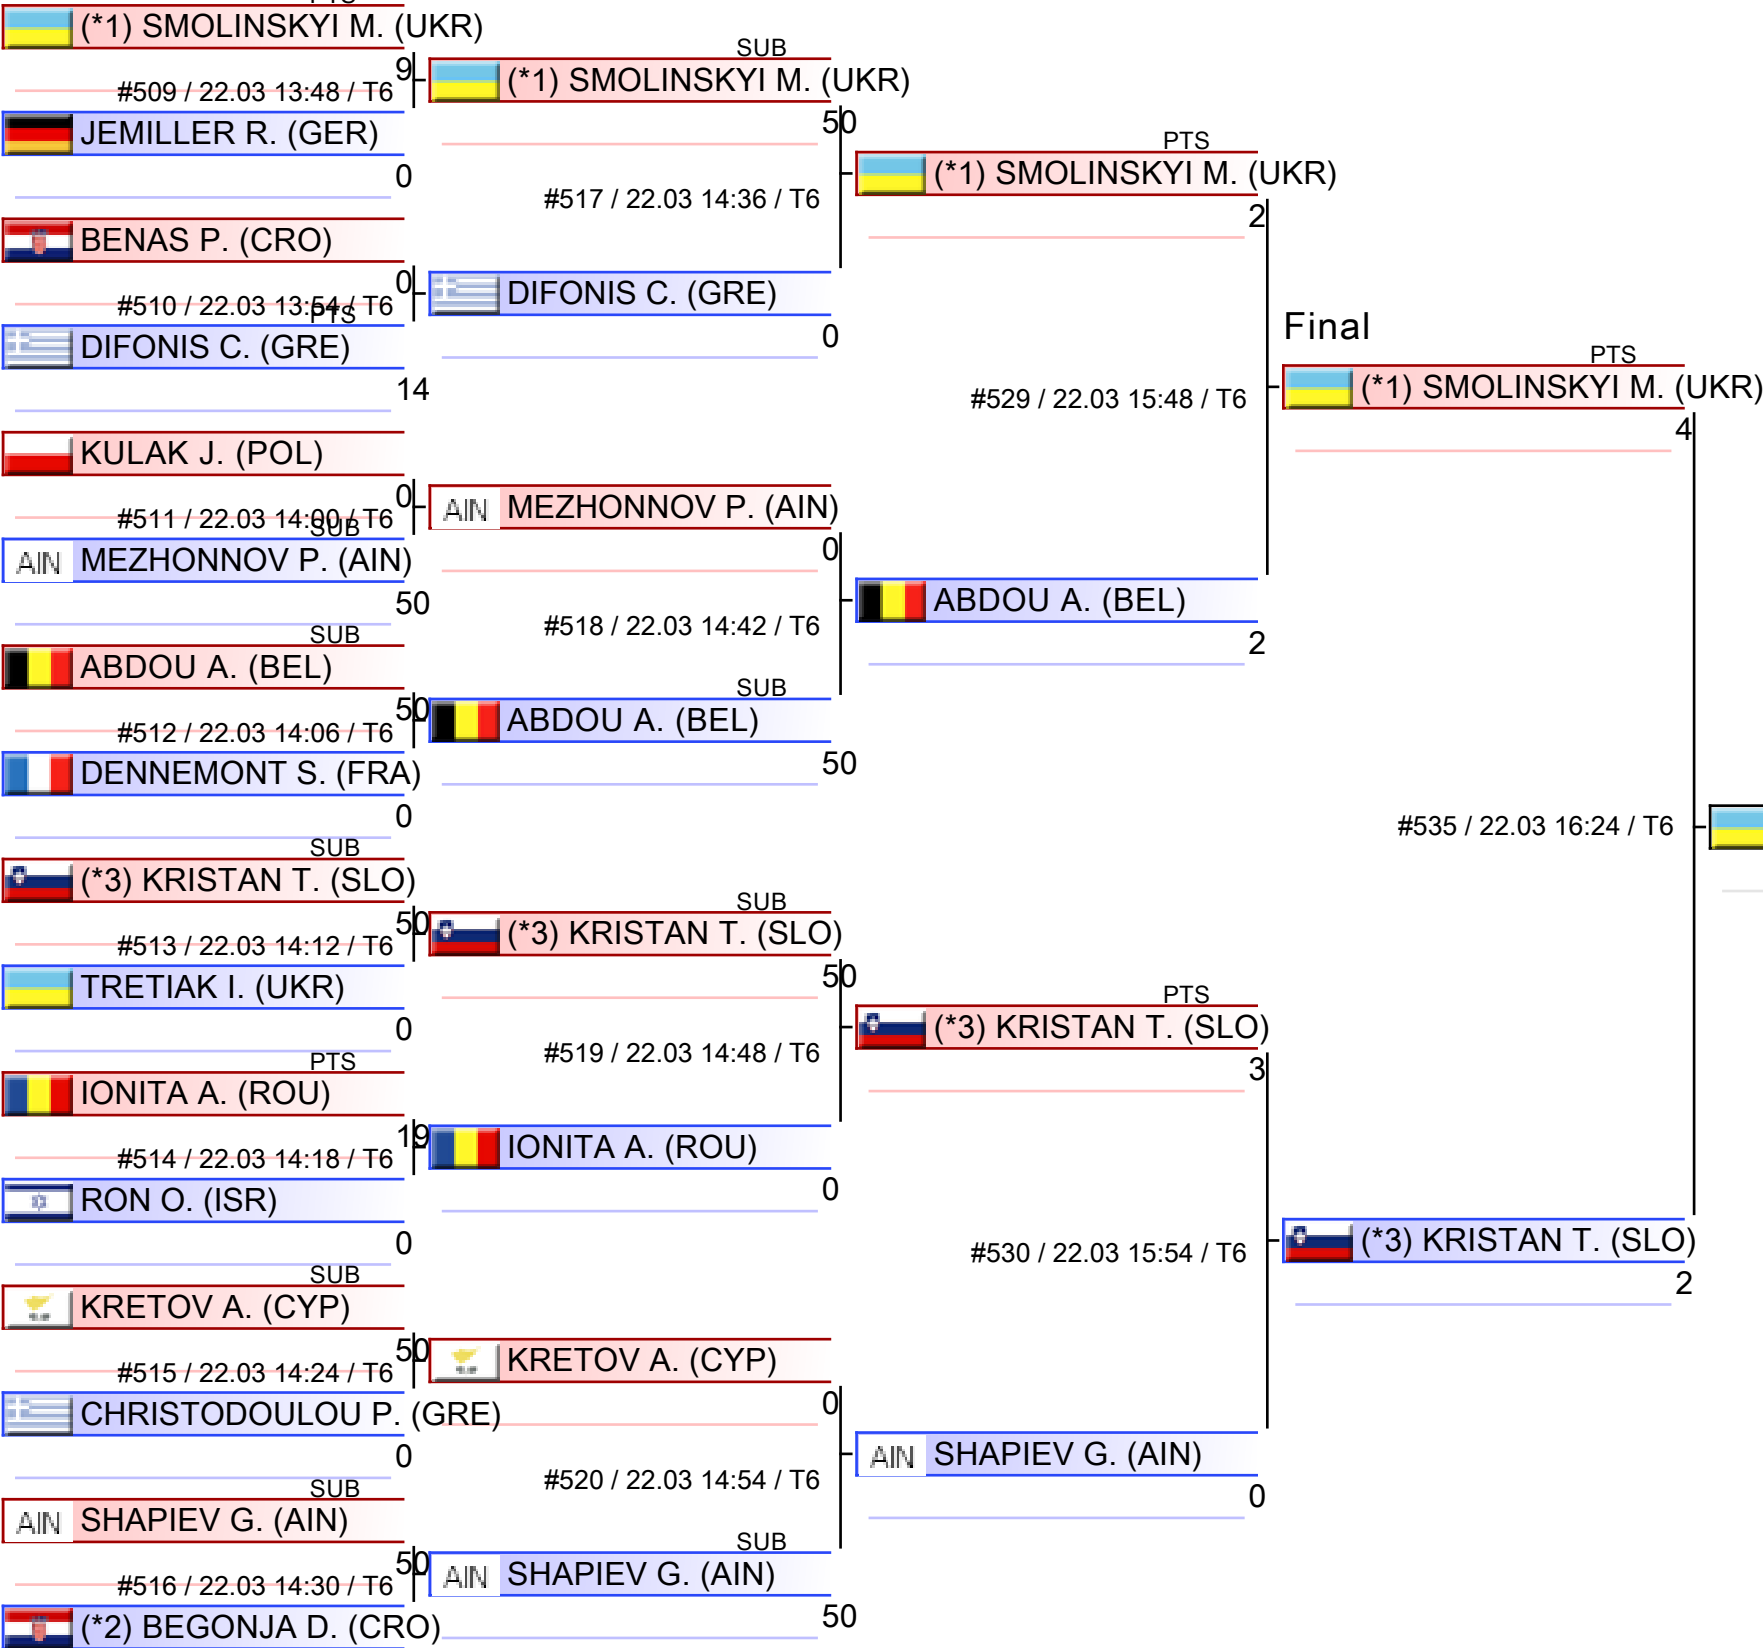 (*1) SMOLINSKYI M. (UKR)
9
#509 / 22.03 13:48 / T6
JEMILLER R. (GER)
0
BENAS P. (CRO)
0
#510 / 22.03 13:54 / T6
PTS
DIFONIS C. (GRE)
14
KULAK J. (POL)
0
#511 / 22.03 14:00 / T6
SUB
AIN MEZHONNOV P. (AIN)
50
SUB
ABDOU A. (BEL)
50
#512 / 22.03 14:06 / T6
DENNEMONT S. (FRA)
0
SUB
(*3) KRISTAN T. (SLO)
50
#513 / 22.03 14:12 / T6
TRETIAK I. (UKR)
0
PTS
IONITA A. (ROU)
19
#514 / 22.03 14:18 / T6
RON O. (ISR)
0
SUB
KRETOV A. (CYP)
50
#515 / 22.03 14:24 / T6
CHRISTODOULOU P. (GRE)
0
SUB
AIN SHAPIEV G. (AIN)
50
#516 / 22.03 14:30 / T6
(*2) BEGONJA D. (CRO)
SUB
(*1) SMOLINSKYI M. (UKR)
50
#517 / 22.03 14:36 / T6
DIFONIS C. (GRE)
0
AIN MEZHONNOV P. (AIN)
0
#518 / 22.03 14:42 / T6
SUB
ABDOU A. (BEL)
50
SUB
(*3) KRISTAN T. (SLO)
50
#519 / 22.03 14:48 / T6
IONITA A. (ROU)
0
KRETOV A. (CYP)
0
#520 / 22.03 14:54 / T6
SUB
AIN SHAPIEV G. (AIN)
50
PTS
(*1) SMOLINSKYI M. (UKR)
2
#529 / 22.03 15:48 / T6
ABDOU A. (BEL)
2
PTS
(*3) KRISTAN T. (SLO)
3
#530 / 22.03 15:54 / T6
AIN SHAPIEV G. (AIN)
0
Final
PTS
(*1) SMOLINSKYI M. (UKR)
4
#535 / 22.03 16:24 / T6
(*3) KRISTAN T. (SLO)
2